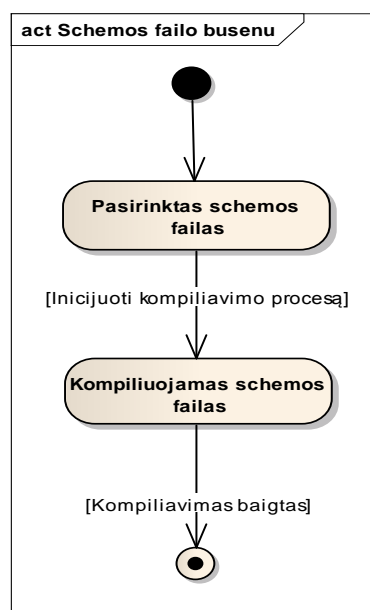 act Schemos failo busenu
Pasirinktas schemos
failas
[Inicijuoti kompiliavimo procesą]
Kompiliuojamas schemos
failas
[Kompiliavimas baigtas]